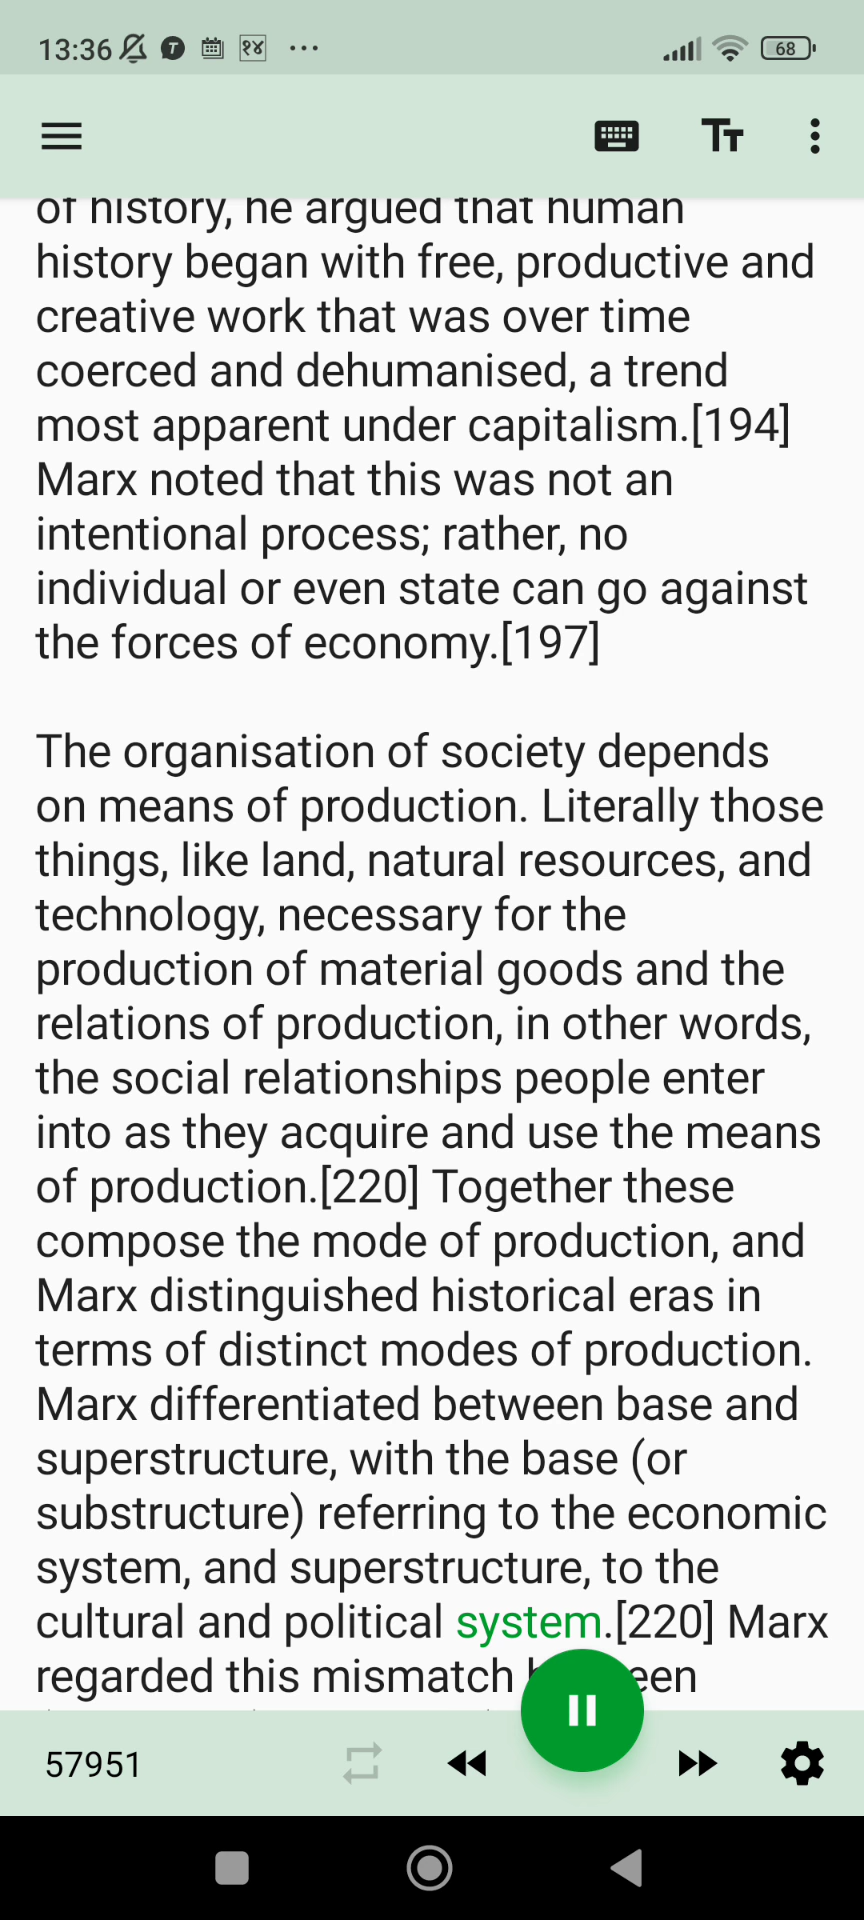 13:36 १४ 68
of history, he argued that human
history began with free, productive and
creative work that was over time
coerced and dehumanised, a trend
most apparent under capitalism.[194]
Marx noted that this was not an
intentional process; rather, no
individual or even state can go against
the forces of economy.[197]
The organisation of society depends
on means of production. Literally those
things, like land, natural resources, and
technology, necessary for the
production of material goods and the
relations of production, in other words,
the social relationships people enter
into as they acquire and use the means
of production.[220] Together these
compose the mode of production, and
Marx distinguished historical eras in
terms of distinct modes of production.
Marx differentiated between base and
superstructure, with the base (or
substructure) referring to the economic
system, and superstructure, to the
cultural and political system.[220] Marx
regarded this mismatch
57951